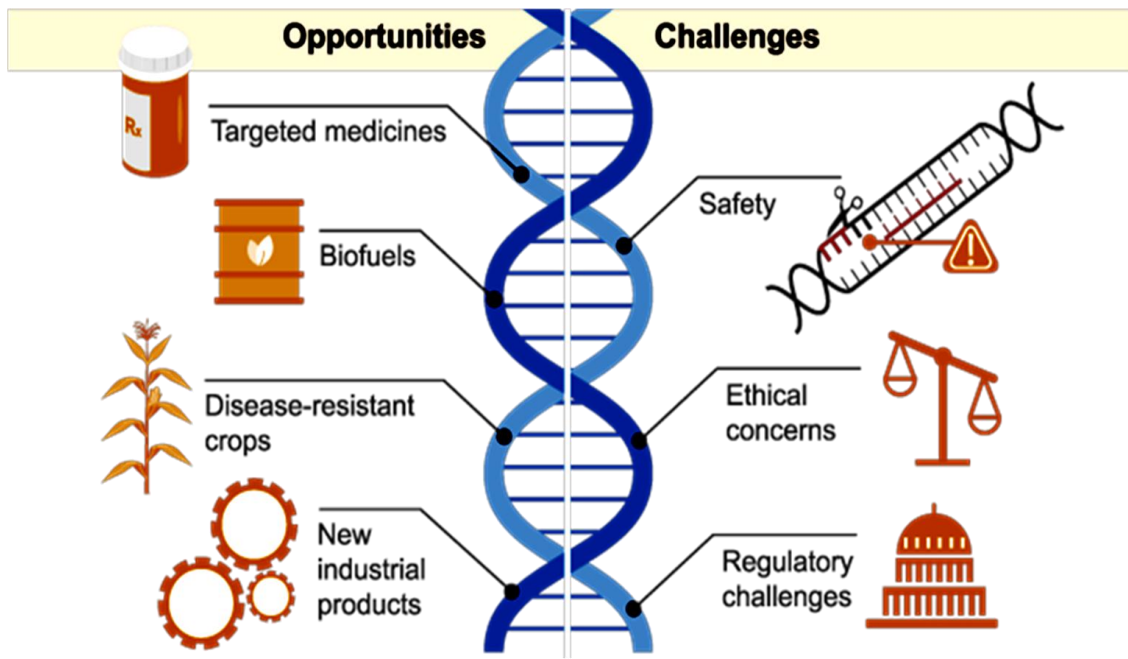 Opportunities
Challenges
Rx
Targeted medicines
Biofuels
Disease-resistant
crops
New
industrial
products
Safety
Ethical
concerns
Regulatory
challenges